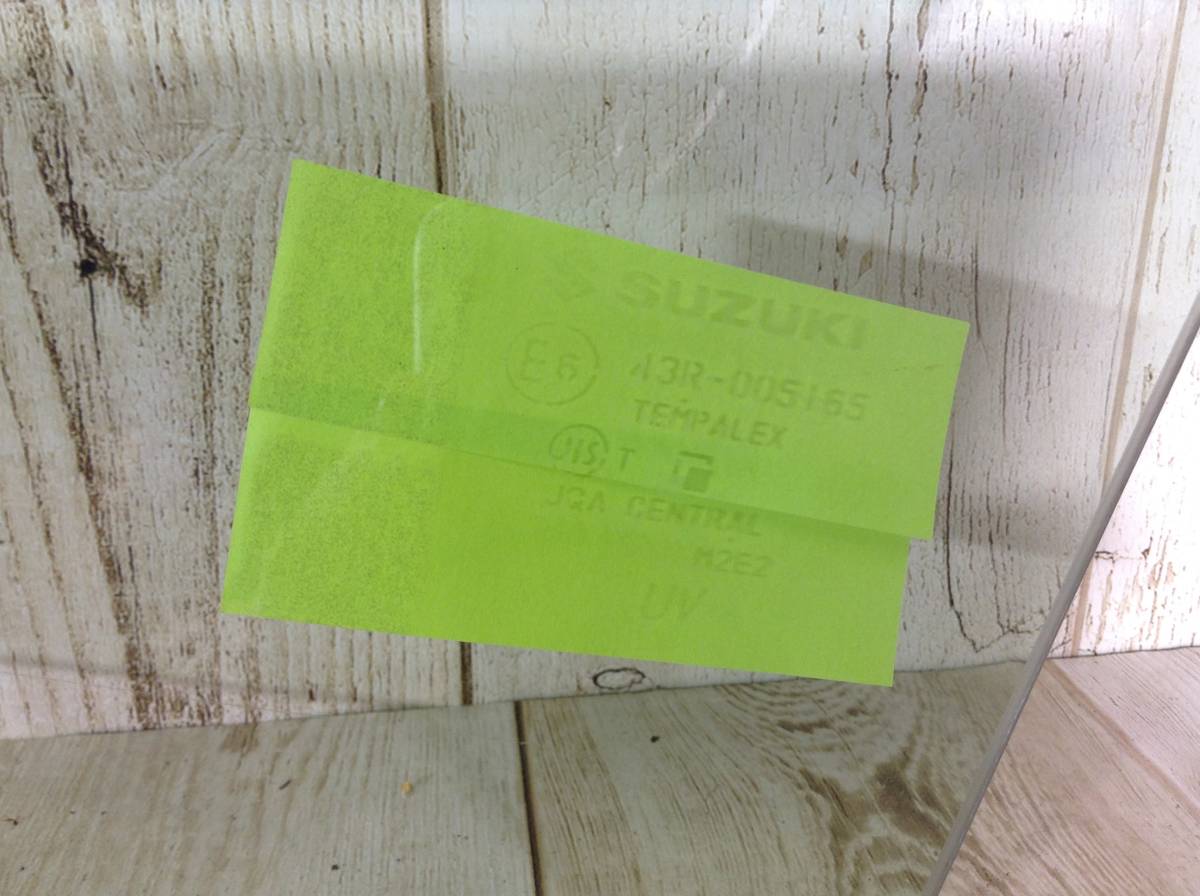 SUZUKI
E6 43R-005165
TEMPALEX
JIS T
JQA CENTRAL
M2E2
UV